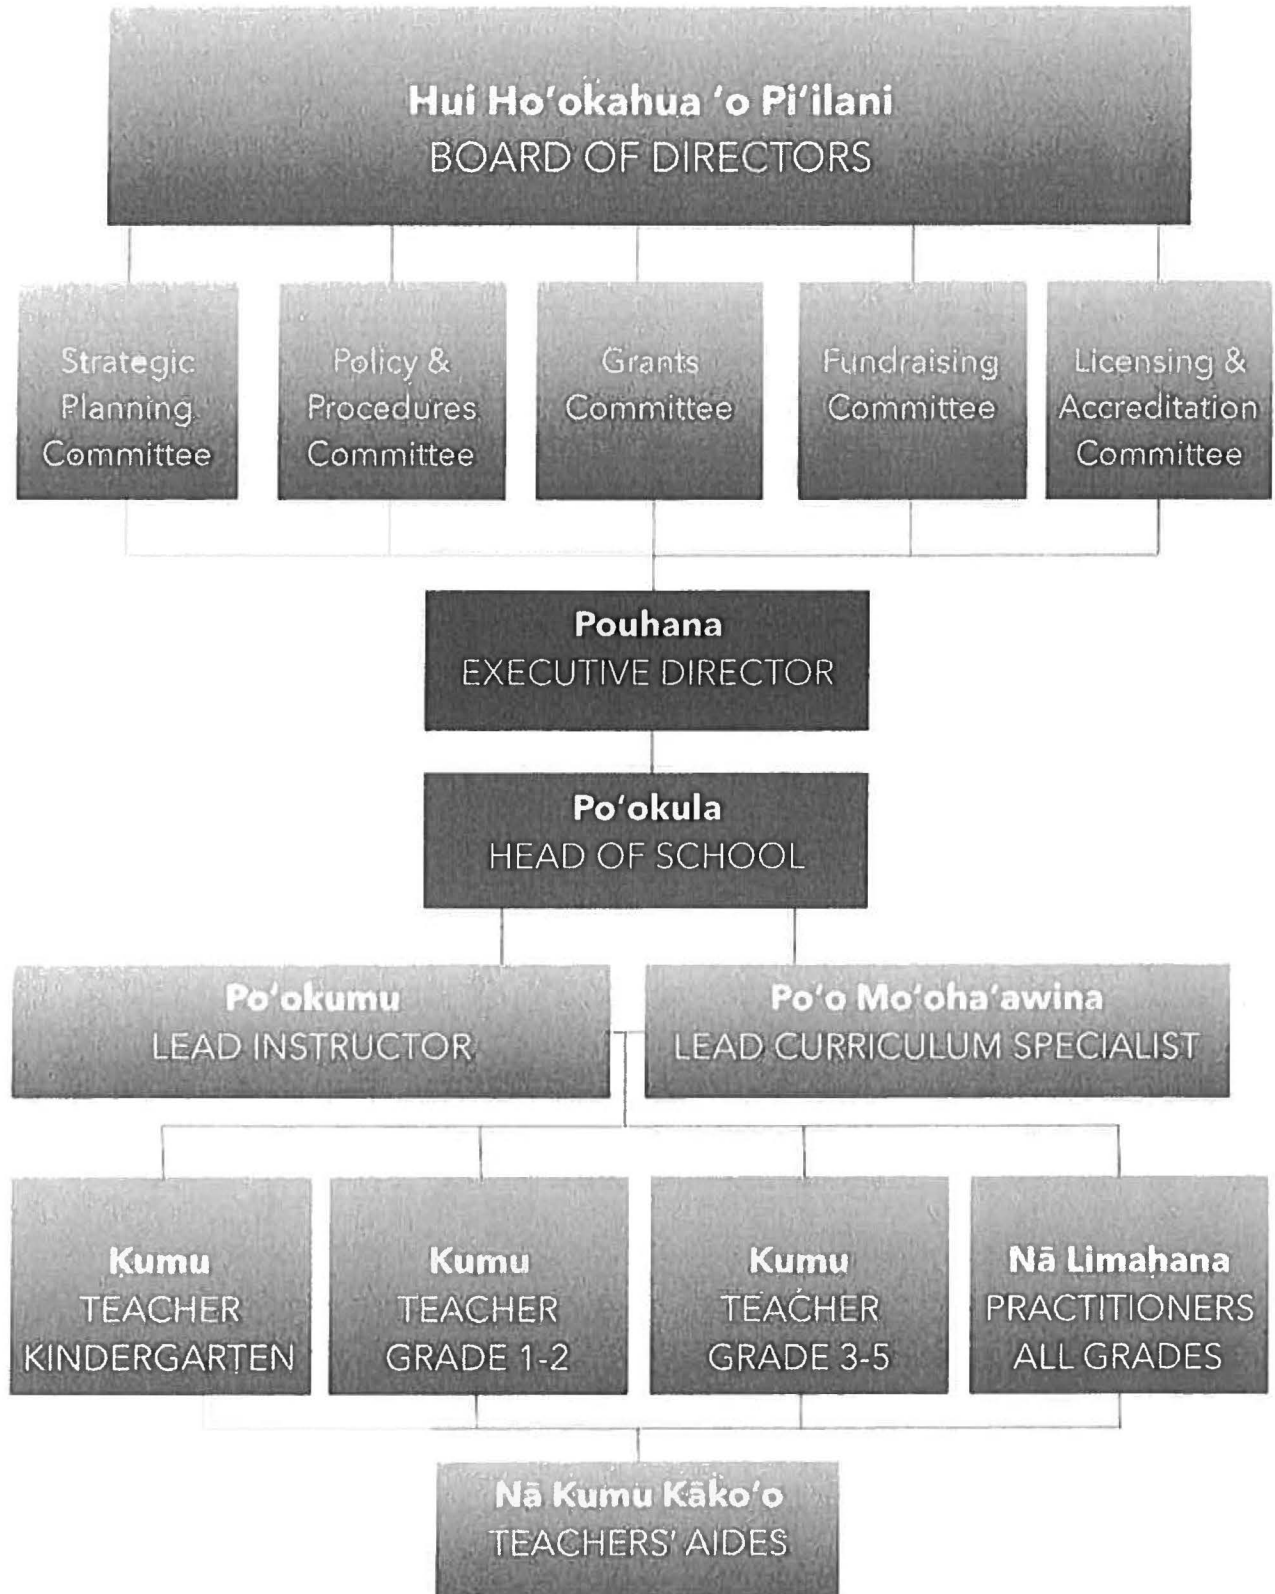 Hui Hoʻokahua ʻo Piʻilani
BOARD OF DIRECTORS
Strategic
Planning
Committee
Policy &
Procedures
Committee
Grants
Committee
Fundraising
Committee
Licensing &
Accreditation
Committee
Pouhana
EXECUTIVE DIRECTOR
Poʻokula
HEAD OF SCHOOL
Poʻokumu
LEAD INSTRUCTOR
Poʻo Moʻohaʻawina
LEAD CURRICULUM SPECIALIST
Kumu
TEACHER
KINDERGARTEN
Kumu
TEACHER
GRADE 1-2
Kumu
TEACHER
GRADE 3-5
Nā Limahana
PRACTITIONERS
ALL GRADES
Nā Kumu Kākoʻo
TEACHERS' AIDES